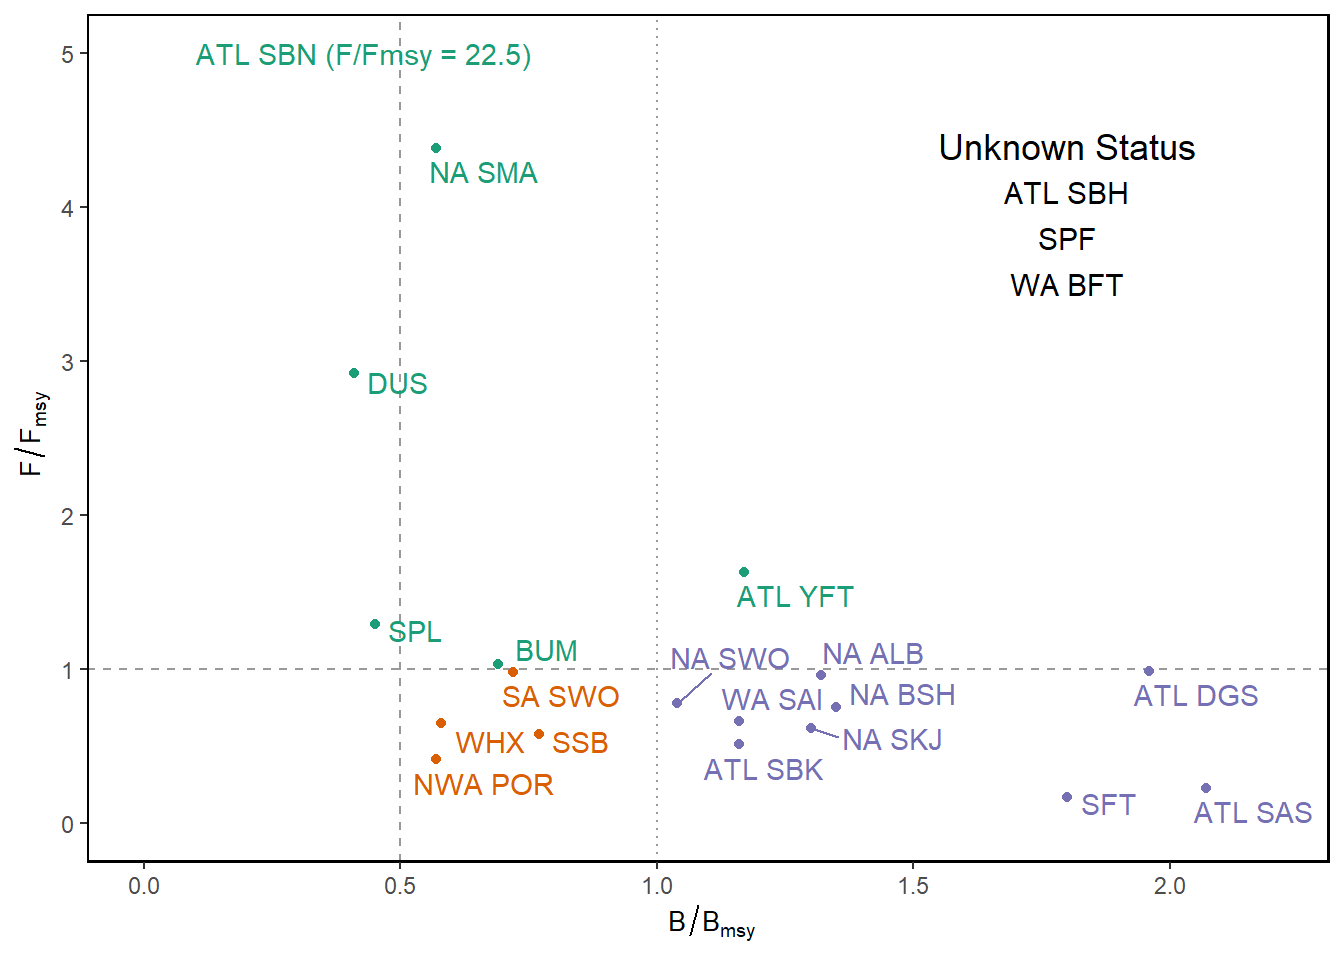 ATL SBN (F/Fmsy = 22.5)
NA SMA
Unknown Status
ATL SBH
SPF
WA BFT
DUS
ATL YFT
SPL
BUM
NA SWO
NA ALB
SA SWO
WA SAI
NA BSH
ATL DGS
WHX
SSB
NA SKJ
NWA POR
ATL SBK
SFT
ATL SAS
5
4
3
2
1
0
F/Fmsy
0.0
0.5
1.0
1.5
2.0
B/Bmsy